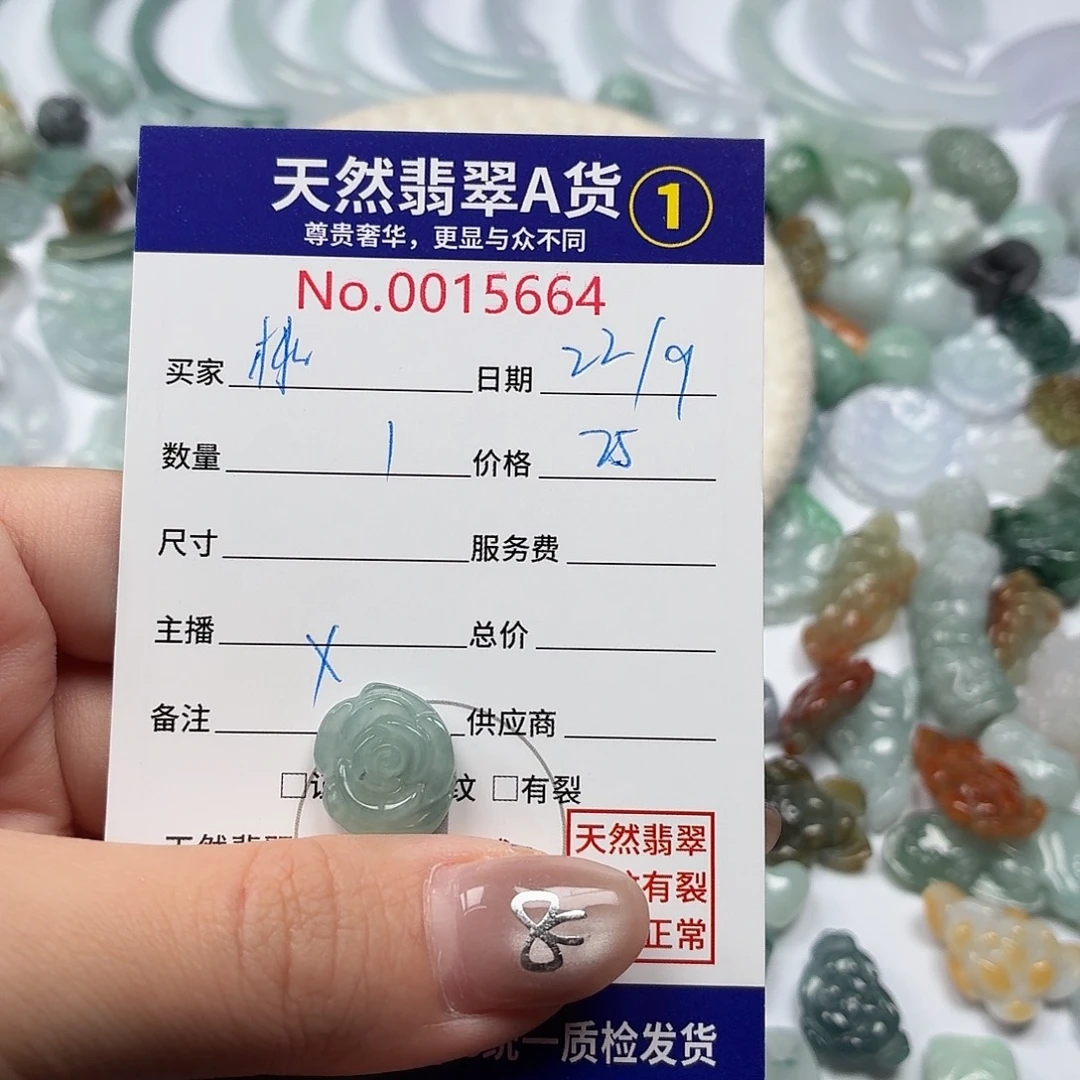 天然翡翠A货 1
尊贵奢华，更显与众不同
No.0015664
买家 日期 22/9
数量 1 价格 25
尺寸 服务费
主播 总价
X
备注 供应商
纹 □有裂
天然翡翠
有裂
正常
统一质检发货